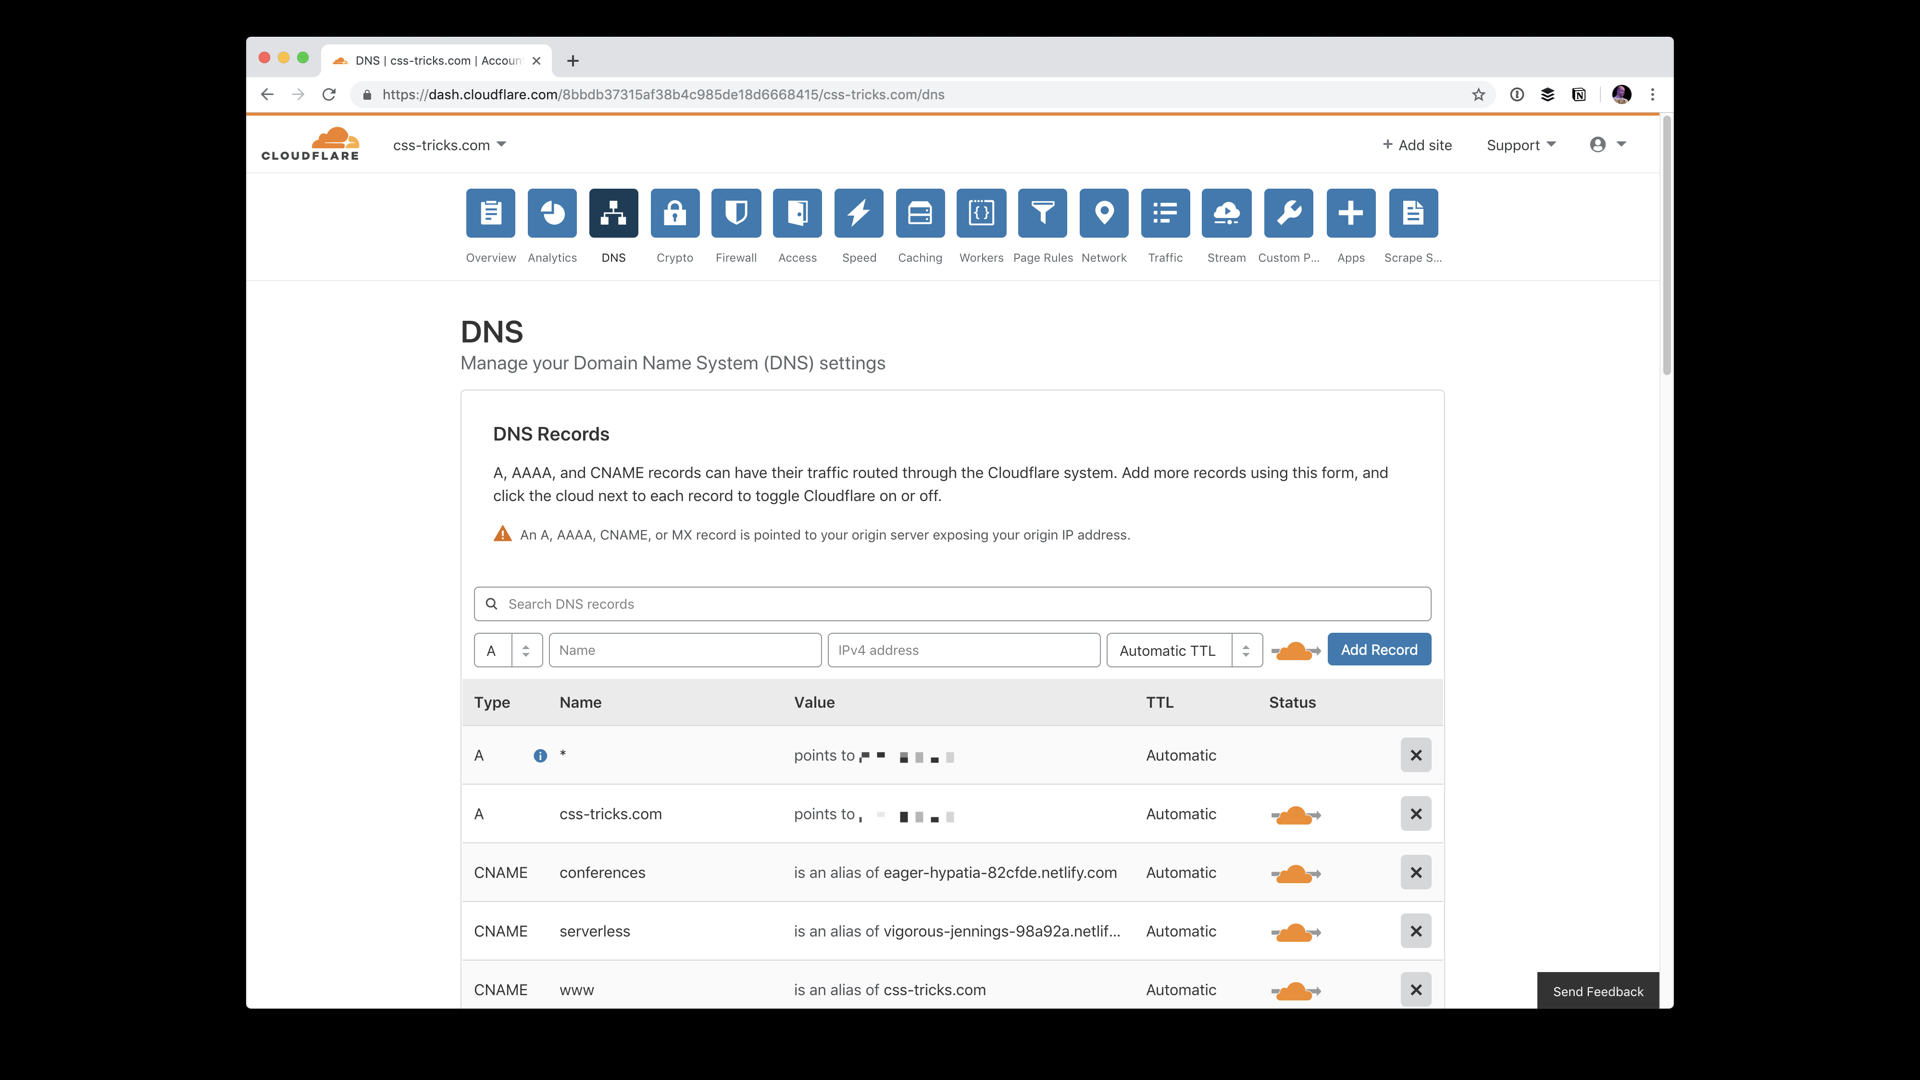 DNS | css-tricks.com | Accoun
https://dash.cloudflare.com/8bbdb37315af38b4c985de18d6668415/css-tricks.com/dns
CLOUDFLARE
css-tricks.com
+ Add site
Support
Overview
Analytics
DNS
Crypto
Firewall
Access
Speed
Caching
Workers
Page Rules
Network
Traffic
Stream
Custom P...
Apps
Scrape S...
DNS
Manage your Domain Name System (DNS) settings
DNS Records
A, AAAA, and CNAME records can have their traffic routed through the Cloudflare system. Add more records using this form, and
click the cloud next to each record to toggle Cloudflare on or off.
An A, AAAA, CNAME, or MX record is pointed to your origin server exposing your origin IP address.
Search DNS records
A
Name
IPv4 address
Automatic TTL
Add Record
Type Name Value TTL Status
A * points to Automatic
A css-tricks.com points to Automatic
CNAME conferences is an alias of eager-hypatia-82cfde.netlify.com Automatic
CNAME serverless is an alias of vigorous-jennings-98a92a.netlif... Automatic
CNAME www is an alias of css-tricks.com Automatic
Send Feedback